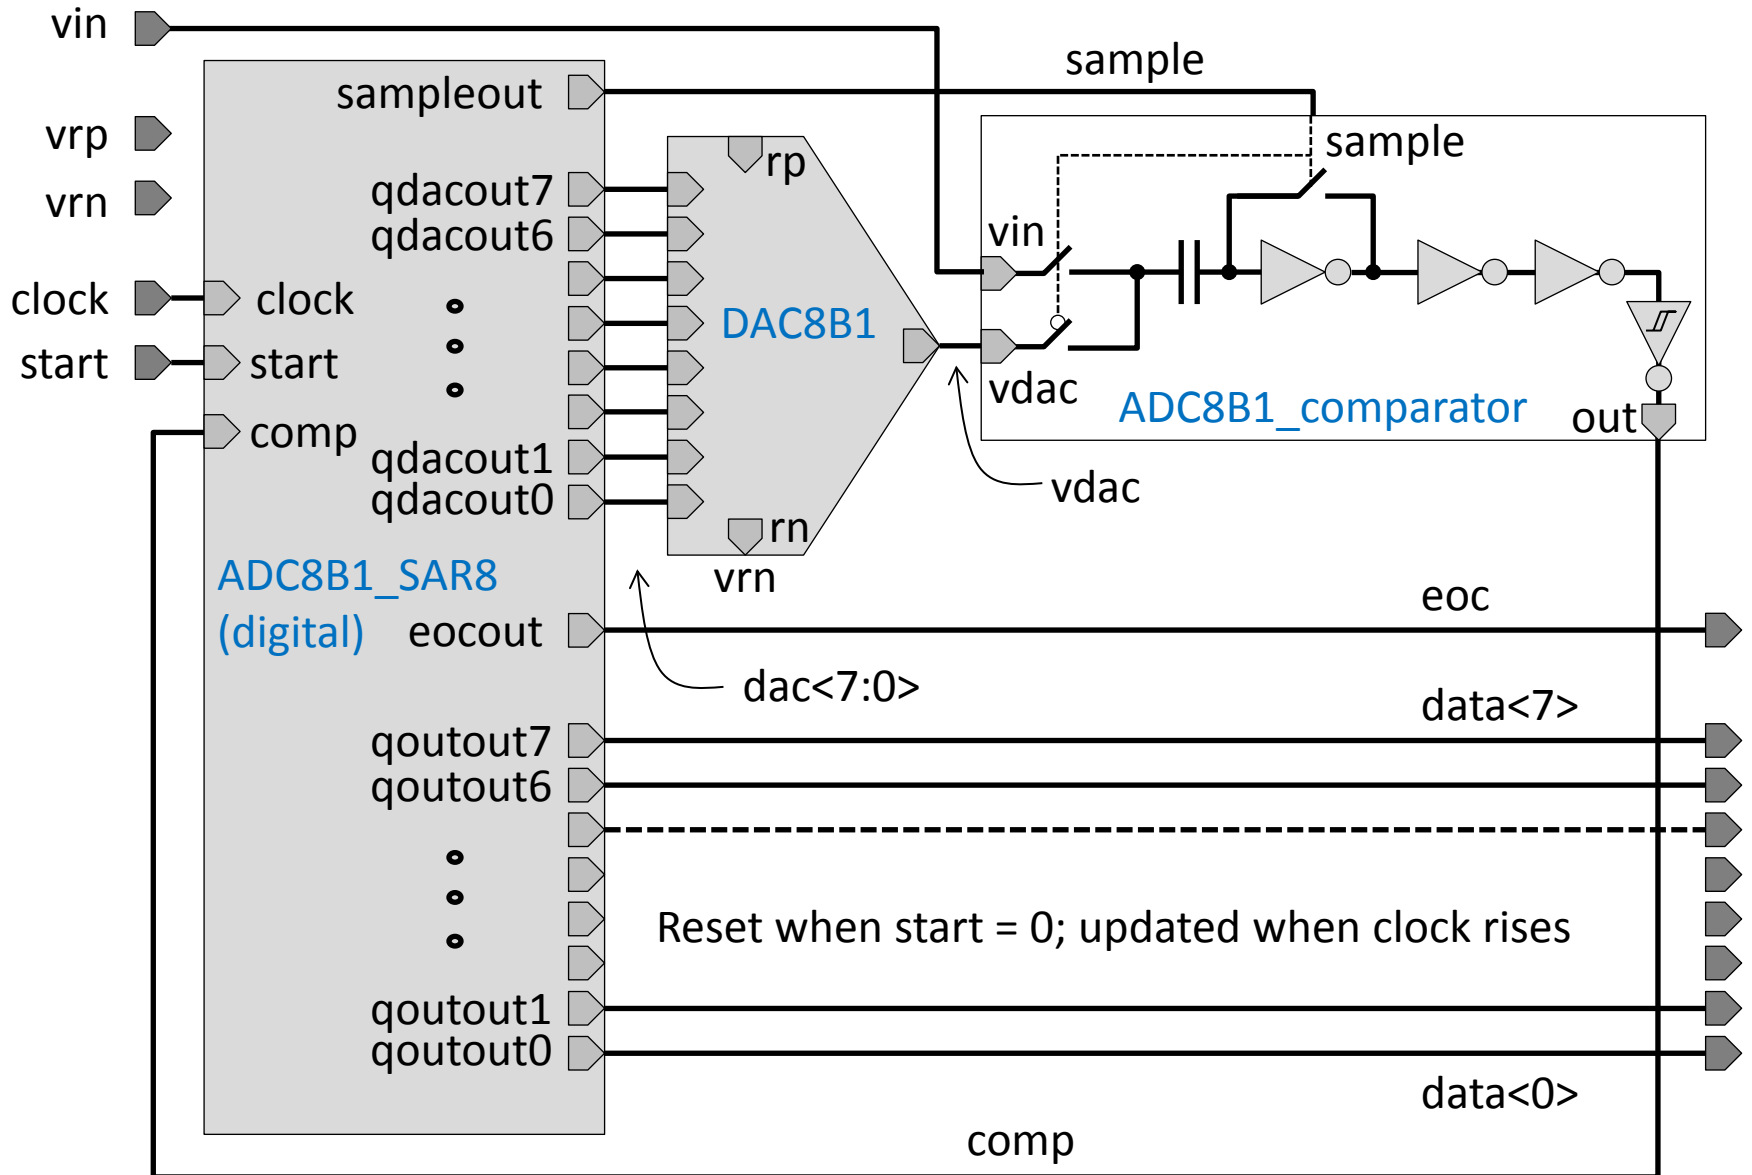 vin
sample
sampleout
vrp
sample
rp
vrn
qdacout7
qdacout6
vin
clock
clock
DAC8B1
start
start
vdac
ADC8B1_comparator
out
comp
qdacout1
qdacout0
vdac
rn
vrn
ADC8B1_SAR8
(digital)
eocout
eoc
dac<7:0>
data<7>
qoutout7
qoutout6
Reset when start = 0; updated when clock rises
qoutout1
qoutout0
data<0>
comp